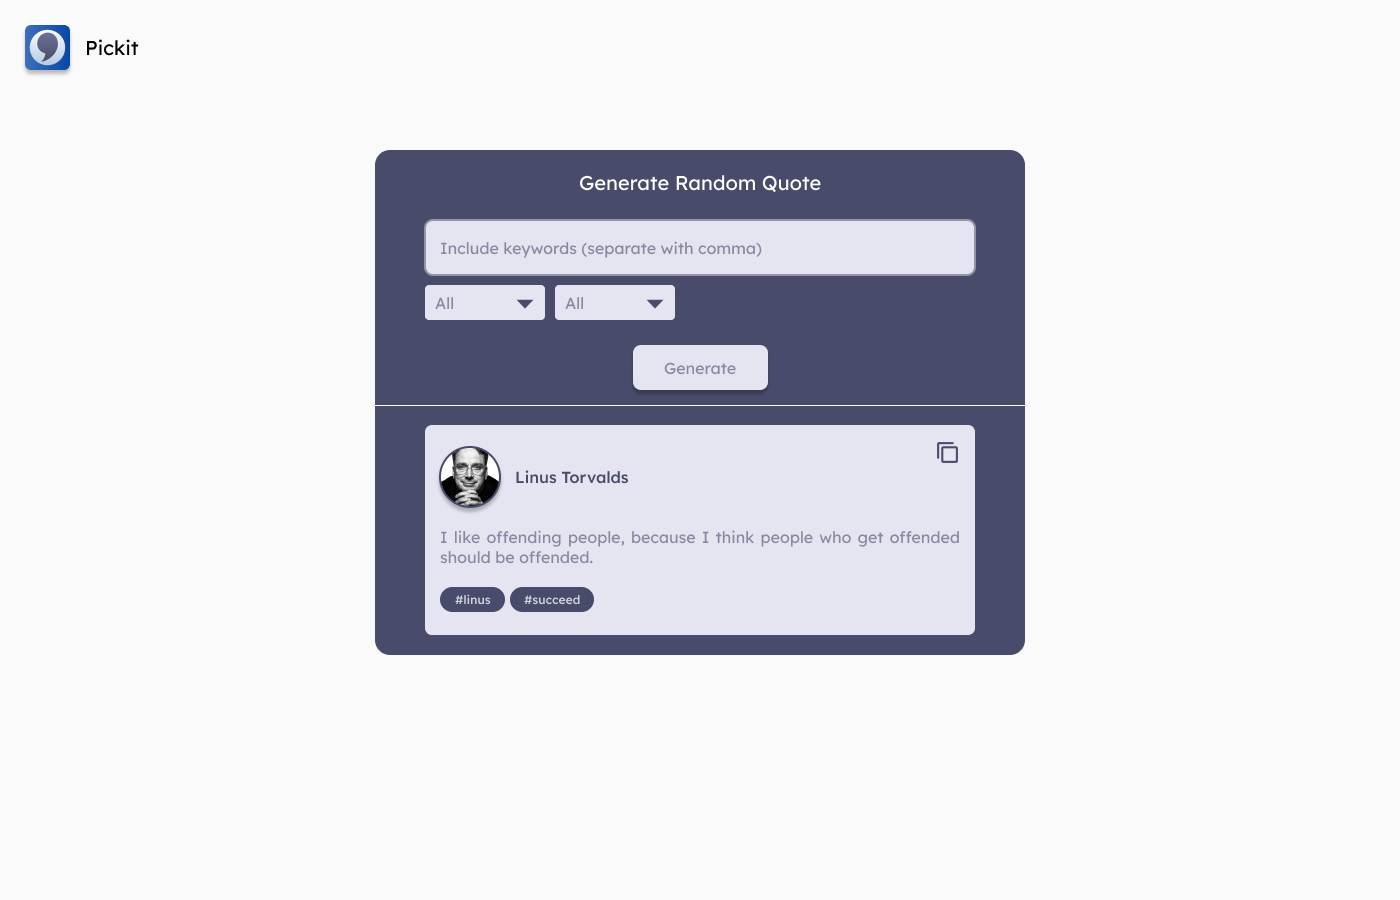 Pickit
Generate Random Quote
Include keywords (separate with comma)
All
All
Generate
Linus Torvalds
I like offending people, because I think people who get offended
should be offended.
#linus
#succeed